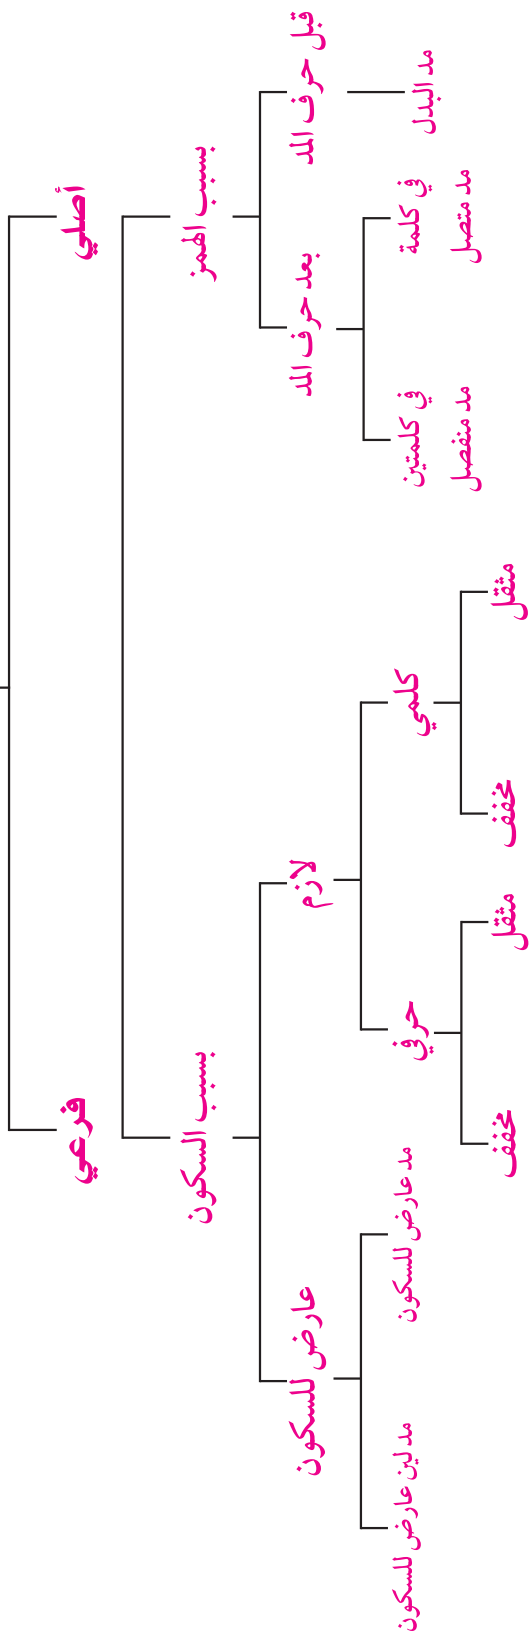 أصلي
فرعي
بسبب الهمز
بسبب السكون
قبل حرف المد
بعد حرف المد
لازم
عارض للسكون
مد البدل
في كلمة
مد متصل
في كلمتين
مد منفصل
كلمي
حرفي
مد عارض للسكون
مد لين عارض للسكون
مثقل
مخفف
مثقل
مخفف